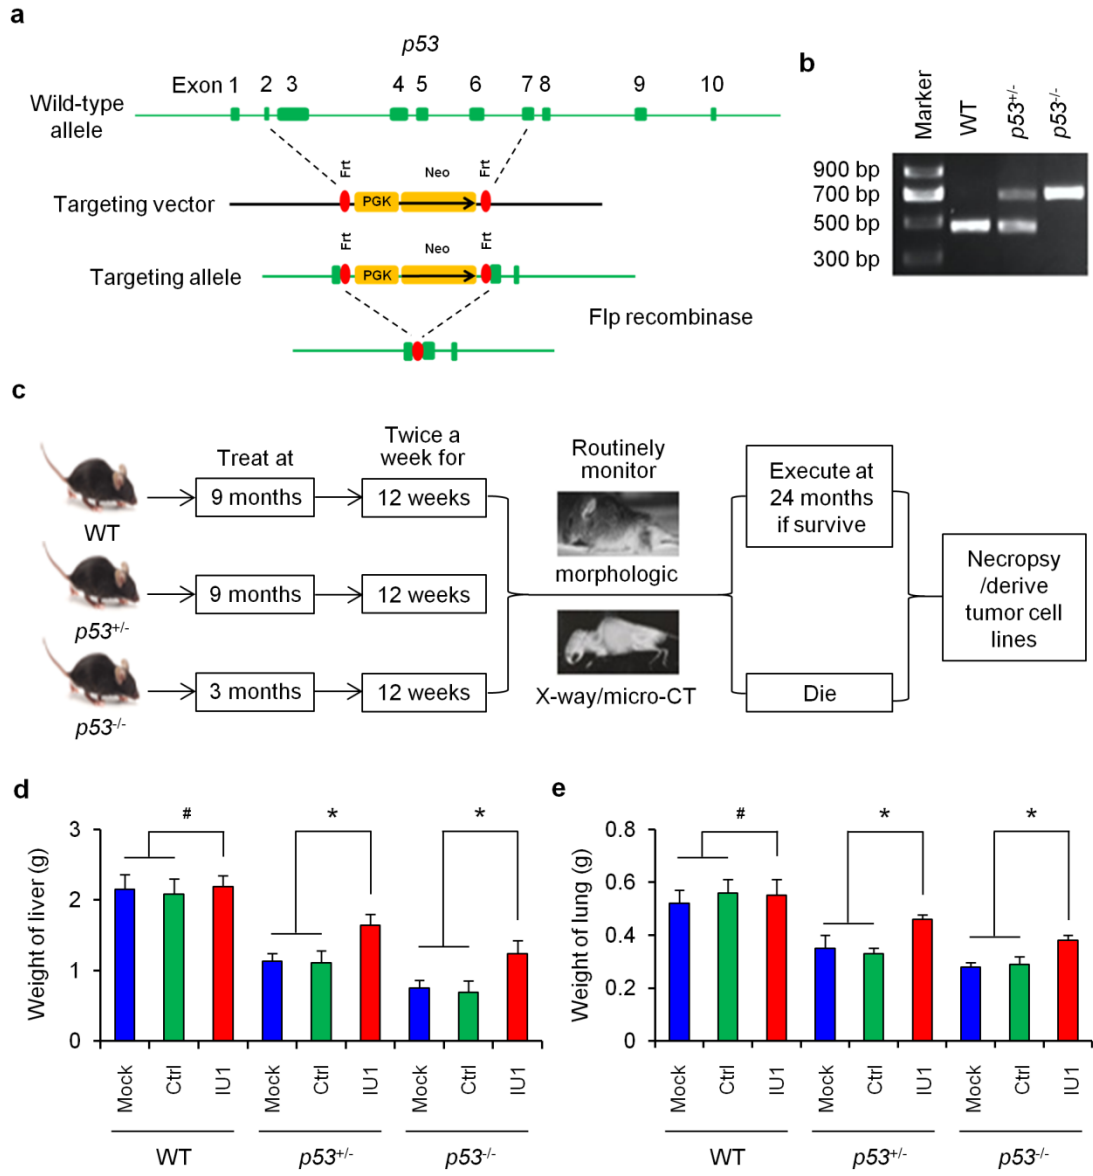 a
p53
Exon 1 2 3 4 5 6 7 8 9 10
Wild-type
allele
Frt Neo Frt
PGK
Targeting vector
Frt Neo Frt
PGK
Targeting allele
Flp recombinase
b
Marker WT p53+/- p53-/-
900 bp
700 bp
500 bp
300 bp
c
Treat at
Twice a
week for
Routinely
monitor
WT
9 months
12 weeks
p53+/-
9 months
12 weeks
p53-/-
3 months
12 weeks
morphologic
X-way/micro-CT
Execute at
24 months
if survive
Die
Necropsy
/derive
tumor cell
lines
d
Weight of liver (g)
3
2
1
0
# * *
Mock Ctrl IU1 Mock Ctrl IU1 Mock Ctrl IU1
WT p53+/- p53-/-
e
Weight of lung (g)
0.8
0.6
0.4
0.2
0
# * *
Mock Ctrl IU1 Mock Ctrl IU1 Mock Ctrl IU1
WT p53+/- p53-/-